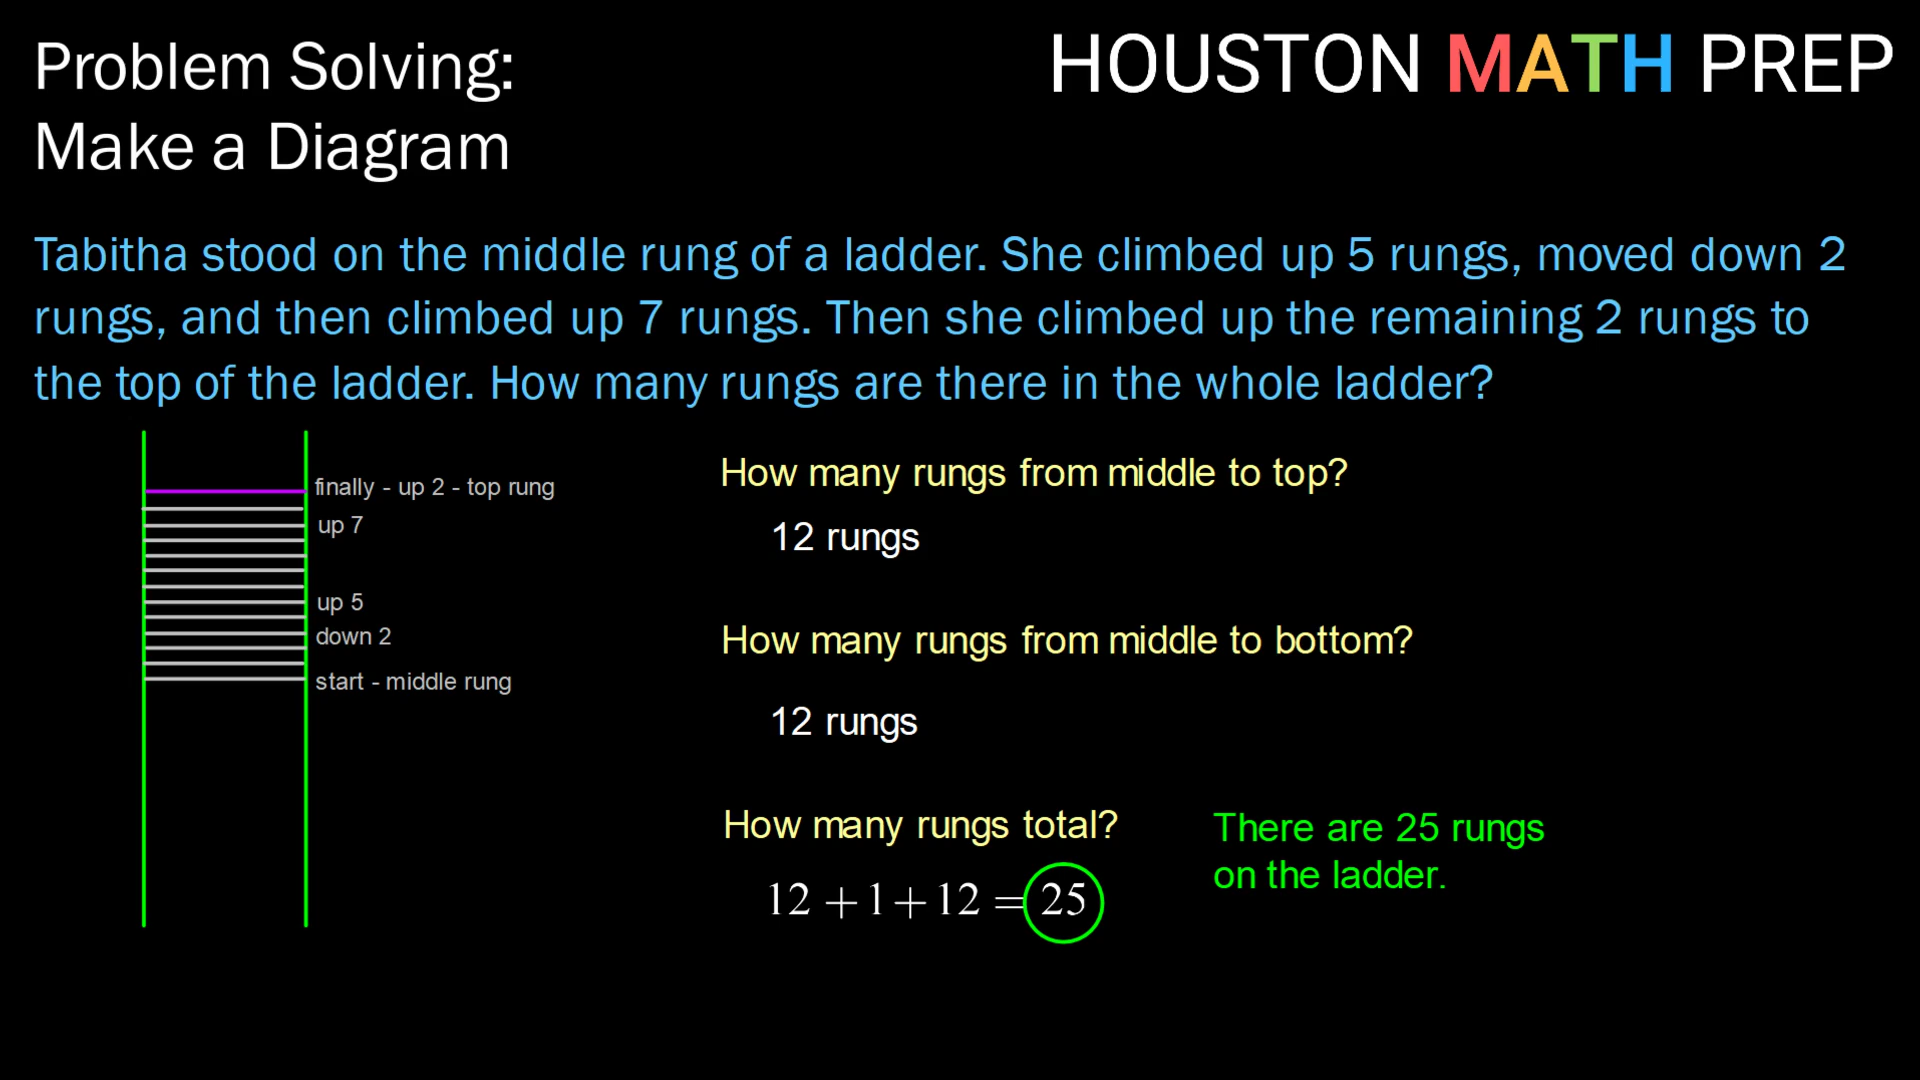 Problem Solving:
Make a Diagram
HOUSTON MATH PREP
Tabitha stood on the middle rung of a ladder. She climbed up 5 rungs, moved down 2
rungs, and then climbed up 7 rungs. Then she climbed up the remaining 2 rungs to
the top of the ladder. How many rungs are there in the whole ladder?
finally - up 2 - top rung
up 7
up 5
down 2
start - middle rung
How many rungs from middle to top?
12 rungs
How many rungs from middle to bottom?
12 rungs
How many rungs total?
12 + 1 + 12 = 25
There are 25 rungs
on the ladder.